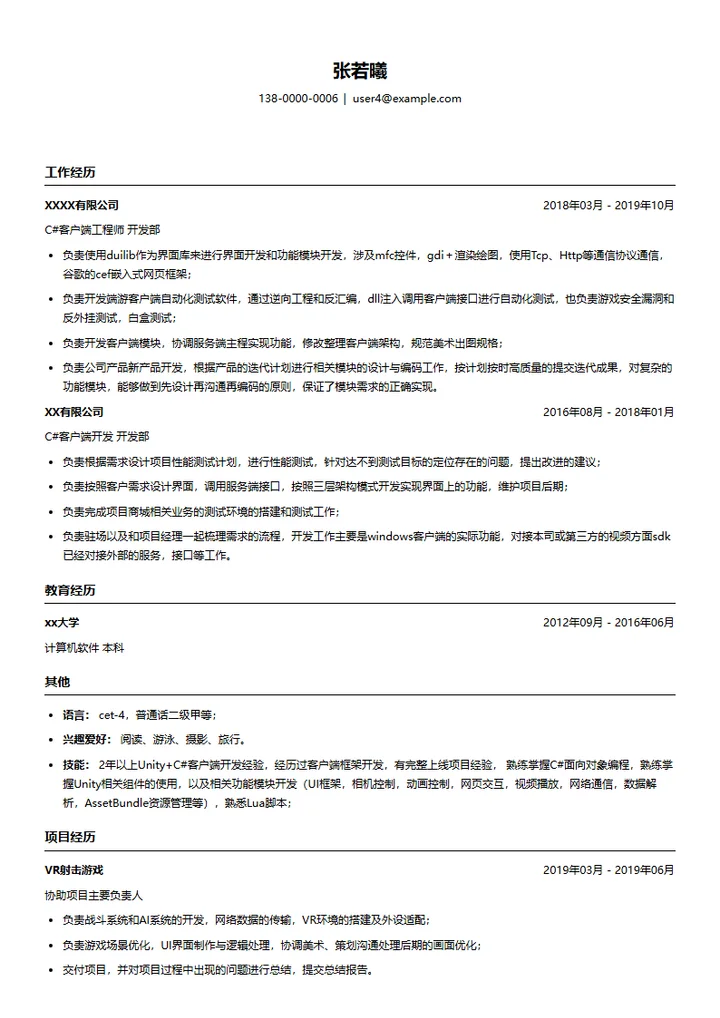 张若曦
138-0000-0006 | user4@example.com
工作经历
XXXX有限公司 2018年03月 - 2019年10月
C#客户端工程师 开发部
• 负责使用duilib作为界面库来进行界面开发和功能模块开发，涉及mfc控件，gdi+渲染绘图，使用Tcp、Http等通信协议通信，
谷歌的cef嵌入式网页框架；
• 负责开发端游客户端自动化测试软件，通过逆向工程和反汇编，dll注入调用客户端接口进行自动化测试，也负责游戏安全漏洞和
反外挂测试，白盒测试；
• 负责开发客户端模块，协调服务端主程实现功能，修改整理客户端架构，规范美术出图规格；
• 负责公司产品新产品开发，根据产品的迭代计划进行相关模块的设计与编码工作，按计划按时高质量的提交迭代成果，对复杂的
功能模块，能够做到先设计再沟通再编码的原则，保证了模块需求的正确实现。
XX有限公司 2016年08月 - 2018年01月
C#客户端开发 开发部
• 负责根据需求设计项目性能测试计划，进行性能测试，针对达不到测试目标的定位存在的问题，提出改进的建议；
• 负责按照客户需求设计界面，调用服务端接口，按照三层架构模式开发实现界面上的功能，维护项目后期；
• 负责完成项目商城相关业务的测试环境的搭建和测试工作；
• 负责驻场以及和项目经理一起梳理需求的流程，开发工作主要是windows客户端的实际功能，对接本司或第三方的视频方面sdk
已经对接外部的服务，接口等工作。
教育经历
xx大学 2012年09月 - 2016年06月
计算机软件 本科
其他
• 语言： cet-4，普通话二级甲等；
• 兴趣爱好： 阅读、游泳、摄影、旅行。
• 技能： 2年以上Unity+C#客户端开发经验，经历过客户端框架开发，有完整上线项目经验， 熟练掌握C#面向对象编程，熟练掌
握Unity相关组件的使用，以及相关功能模块开发（UI框架，相机控制，动画控制，网页交互，视频播放，网络通信，数据解
析，AssetBundle资源管理等），熟悉Lua脚本；
项目经历
VR射击游戏 2019年03月 - 2019年06月
协助项目主要负责人
• 负责战斗系统和AI系统的开发，网络数据的传输，VR环境的搭建及外设适配；
• 负责游戏场景优化，UI界面制作与逻辑处理，协调美术、策划沟通处理后期的画面优化；
• 交付项目，并对项目过程中出现的问题进行总结，提交总结报告。